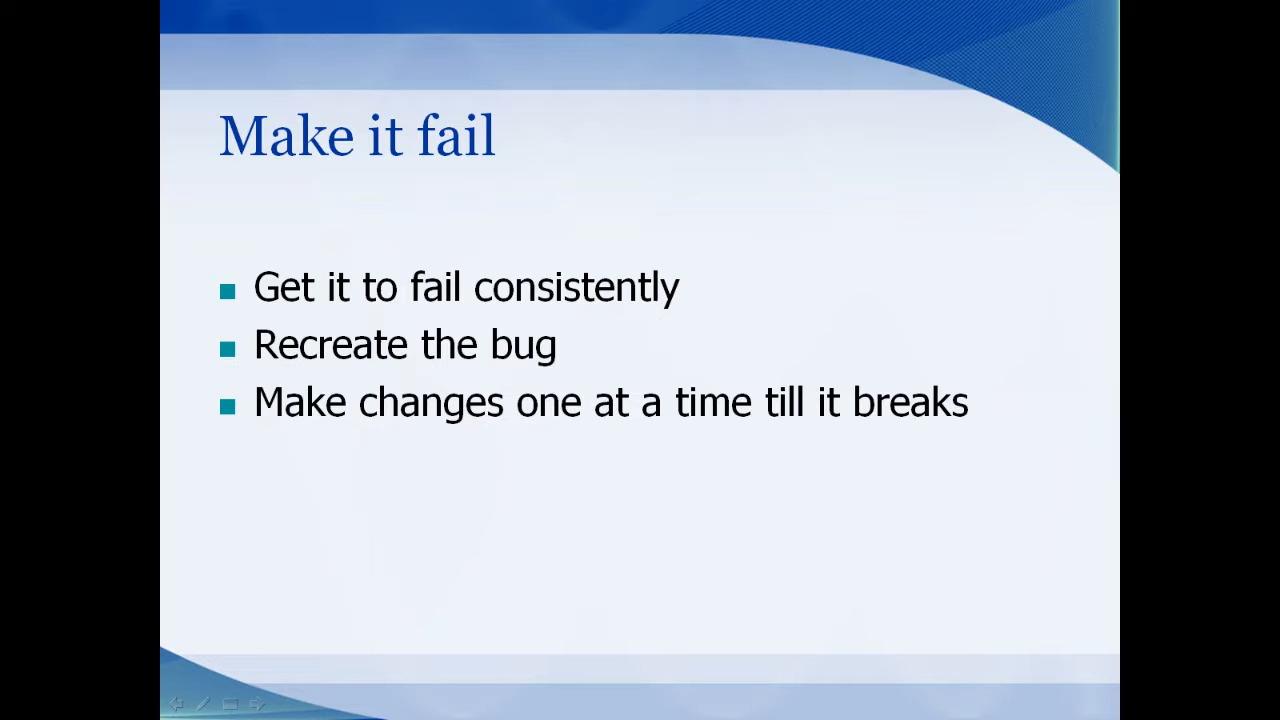 Make it fail
Get it to fail consistently
Recreate the bug
Make changes one at a time till it breaks